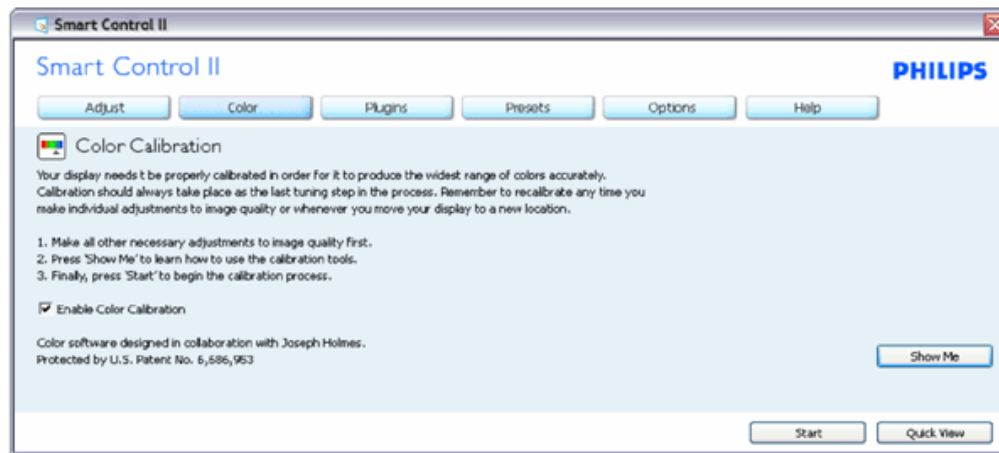 Smart Control II
Smart Control II
PHILIPS
Adjust
Color
Plugins
Presets
Options
Help
Color Calibration
Your display needs t be properly calibrated in order for it to produce the widest range of colors accurately.
Calibration should always take place as the last tuning step in the process. Remember to recalibrate any time you
make individual adjustments to image quality or whenever you move your display to a new location.
1. Make all other necessary adjustments to image quality first.
2. Press 'Show Me' to learn how to use the calibration tools.
3. Finally, press 'Start' to begin the calibration process.
Enable Color Calibration
Color software designed in collaboration with Joseph Holmes.
Protected by U.S. Patent No. 6,686,953
Show Me
Start
Quick View